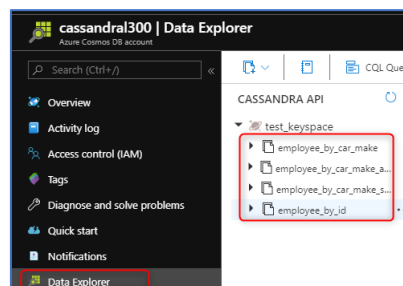 cassandral300 | Data Explorer
Azure Cosmos DB account
Search (Ctrl+/)
«
CQL Que
Overview
Activity log
Access control (IAM)
Tags
Diagnose and solve problems
Quick start
Notifications
Data Explorer
CASSANDRA API
test_keyspace
employee_by_car_make
employee_by_car_make_a...
employee_by_car_make_s...
employee_by_id